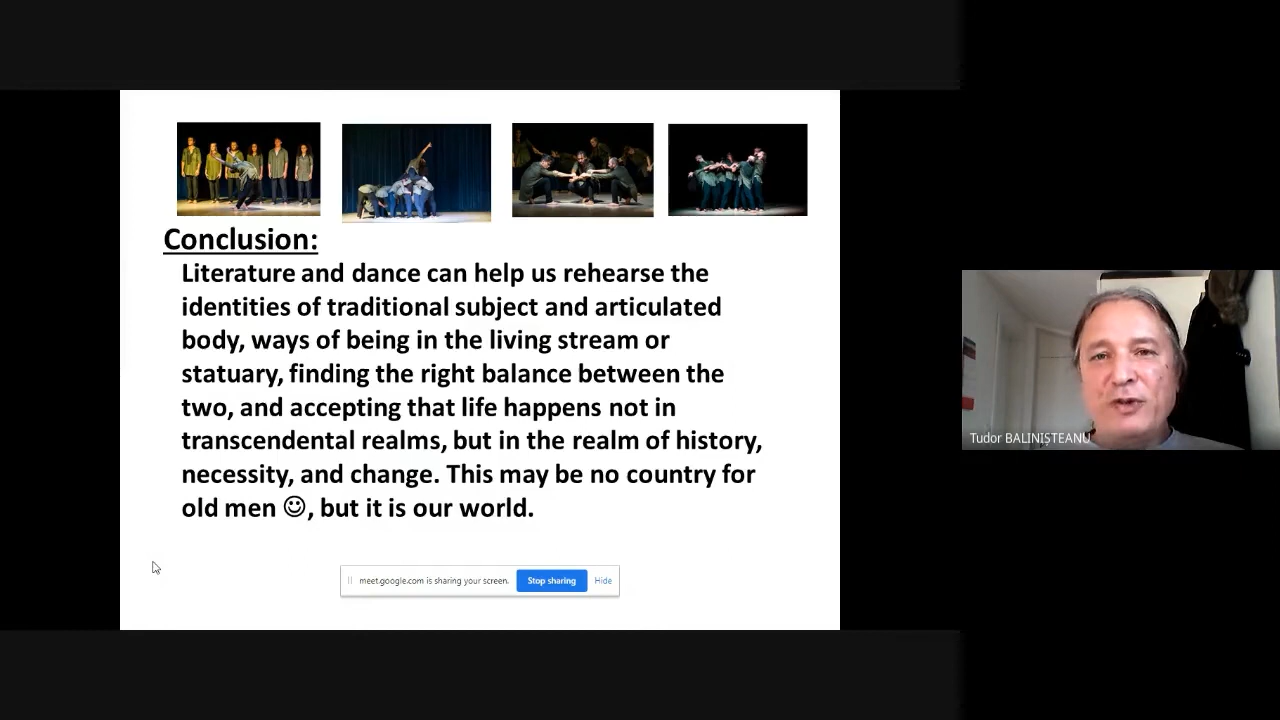 Conclusion:
Literature and dance can help us rehearse the
identities of traditional subject and articulated
body, ways of being in the living stream or
statuary, finding the right balance between the
two, and accepting that life happens not in
transcendental realms, but in the realm of history,
necessity, and change. This may be no country for
old men ☺, but it is our world.
meet.google.com is sharing your screen. Stop sharing Hide
Tudor BALINIȘTEANU